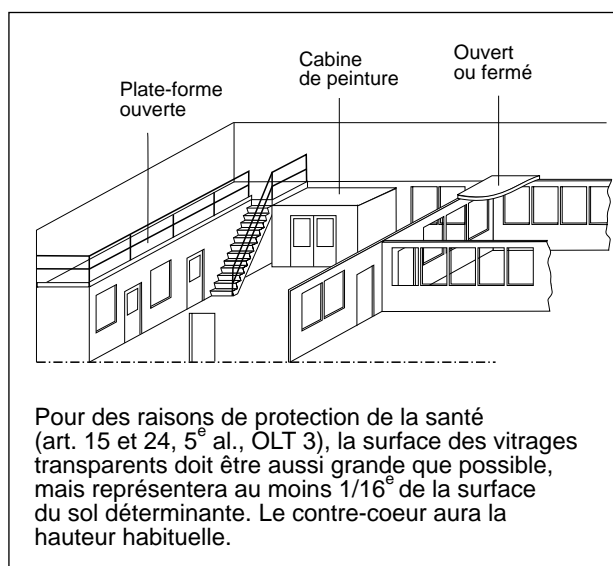 Plate-forme
ouverte
Cabine
de peinture
Ouvert
ou fermé
Pour des raisons de protection de la santé
(art. 15 et 24, 5e al., OLT 3), la surface des vitrages
transparents doit être aussi grande que possible,
mais représentera au moins 1/16e de la surface
du sol déterminante. Le contre-coeur aura la
hauteur habituelle.